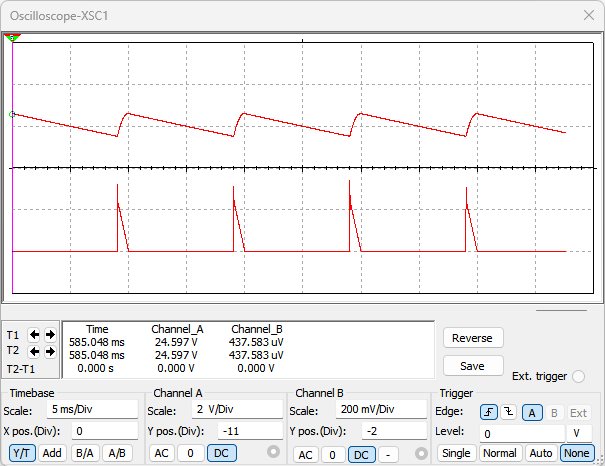 Oscilloscope-XSC1
Time Channel_A Channel_B
T1 585.048 ms 24.597 V 437.583 uV
T2 585.048 ms 24.597 V 437.583 uV
T2-T1 0.000 s 0.000 V 0.000 V
Reverse
Save
Ext. trigger
Timebase Channel A Channel B Trigger
Scale: 5 ms/Div Scale: 2 V/Div Scale: 200 mV/Div Edge: A B Ext
X pos.(Div): 0 Y pos.(Div): -11 Y pos.(Div): -2 Level: 0 V
Y/T Add B/A A/B AC 0 DC AC 0 DC - Single Normal Auto None